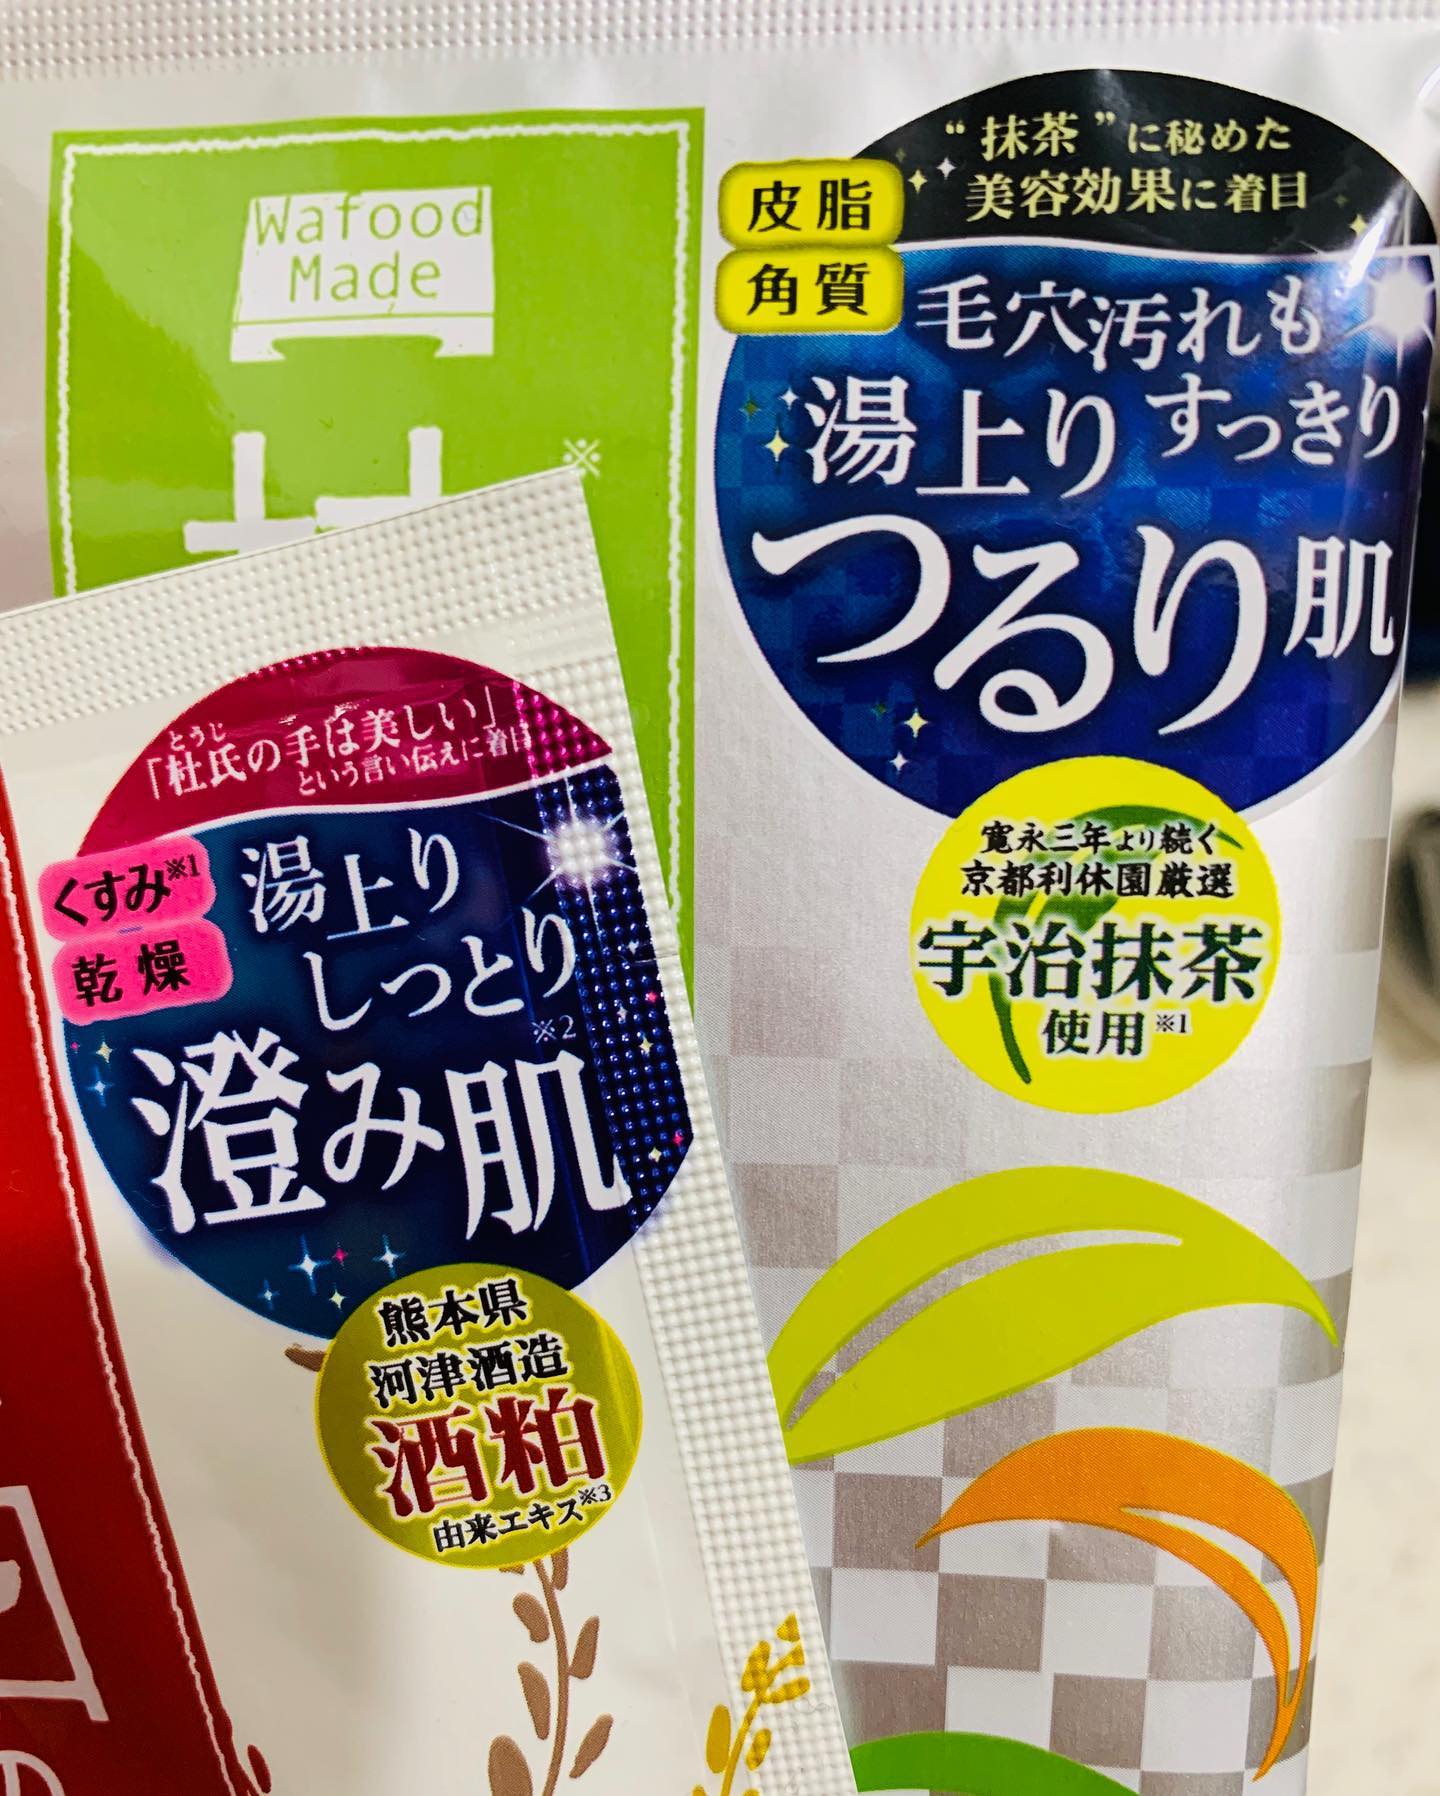 Wafood
Made
※
“抹茶”に秘めた
美容効果に着目
皮脂
角質
毛穴汚れも
すっきり
湯上り
つるり肌
寛永三年より続く
京都利休園厳選
宇治抹茶
使用※1
とうじ
「杜氏の手は美しい」
という言い伝えに着目
くすみ※1
乾燥
湯上り
しっとり
澄み肌※2
熊本県
河津酒造
酒粕
由来エキス※3
の